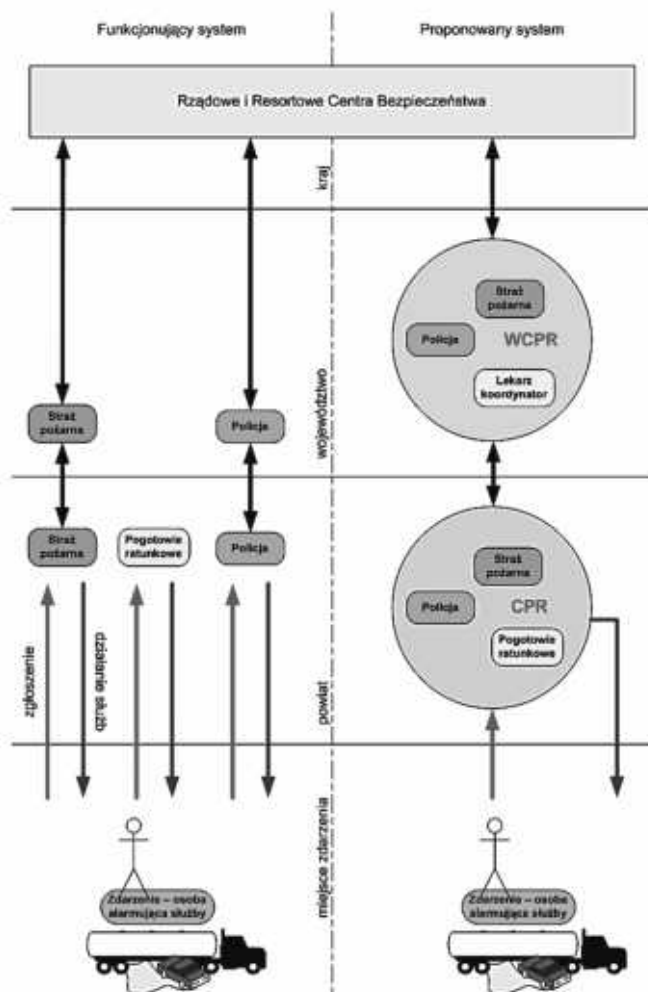 Funkcjonujący system
Proponowany system
Rządowe i Resortowe Centra Bezpieczeństwa
kraj
Straż
pożarna
Policja
WCPR
Lekarz
koordynator
województwo
Straż
pożarna
Policja
Straż
pożarna
Pogotowie
ratunkowe
Policja
Straż
pożarna
Policja
CPR
Pogotowie
ratunkowe
zgłoszenie
działanie służb
powiat
miejsce zdarzenia
Zdarzenie – osoba
alarmująca służby
Zdarzenie – osoba
alarmująca służby